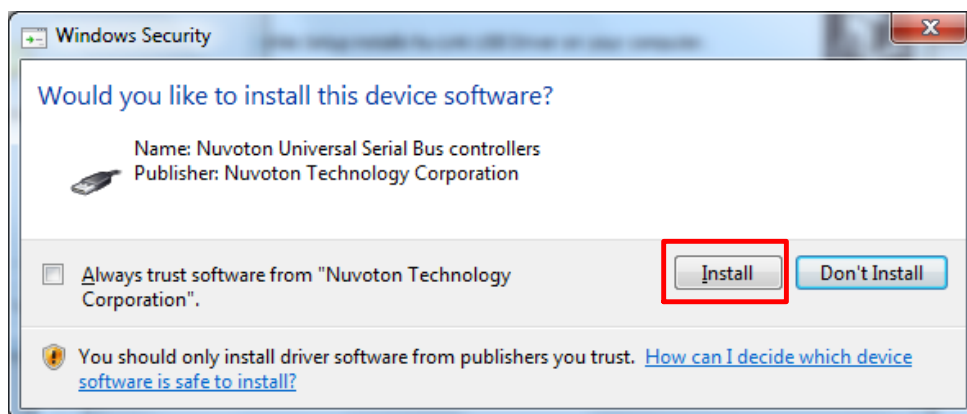 Windows Security
Would you like to install this device software?
Name: Nuvoton Universal Serial Bus controllers
Publisher: Nuvoton Technology Corporation
Always trust software from "Nuvoton Technology
Corporation".
Install
Don't Install
You should only install driver software from publishers you trust. How can I decide which device
software is safe to install?